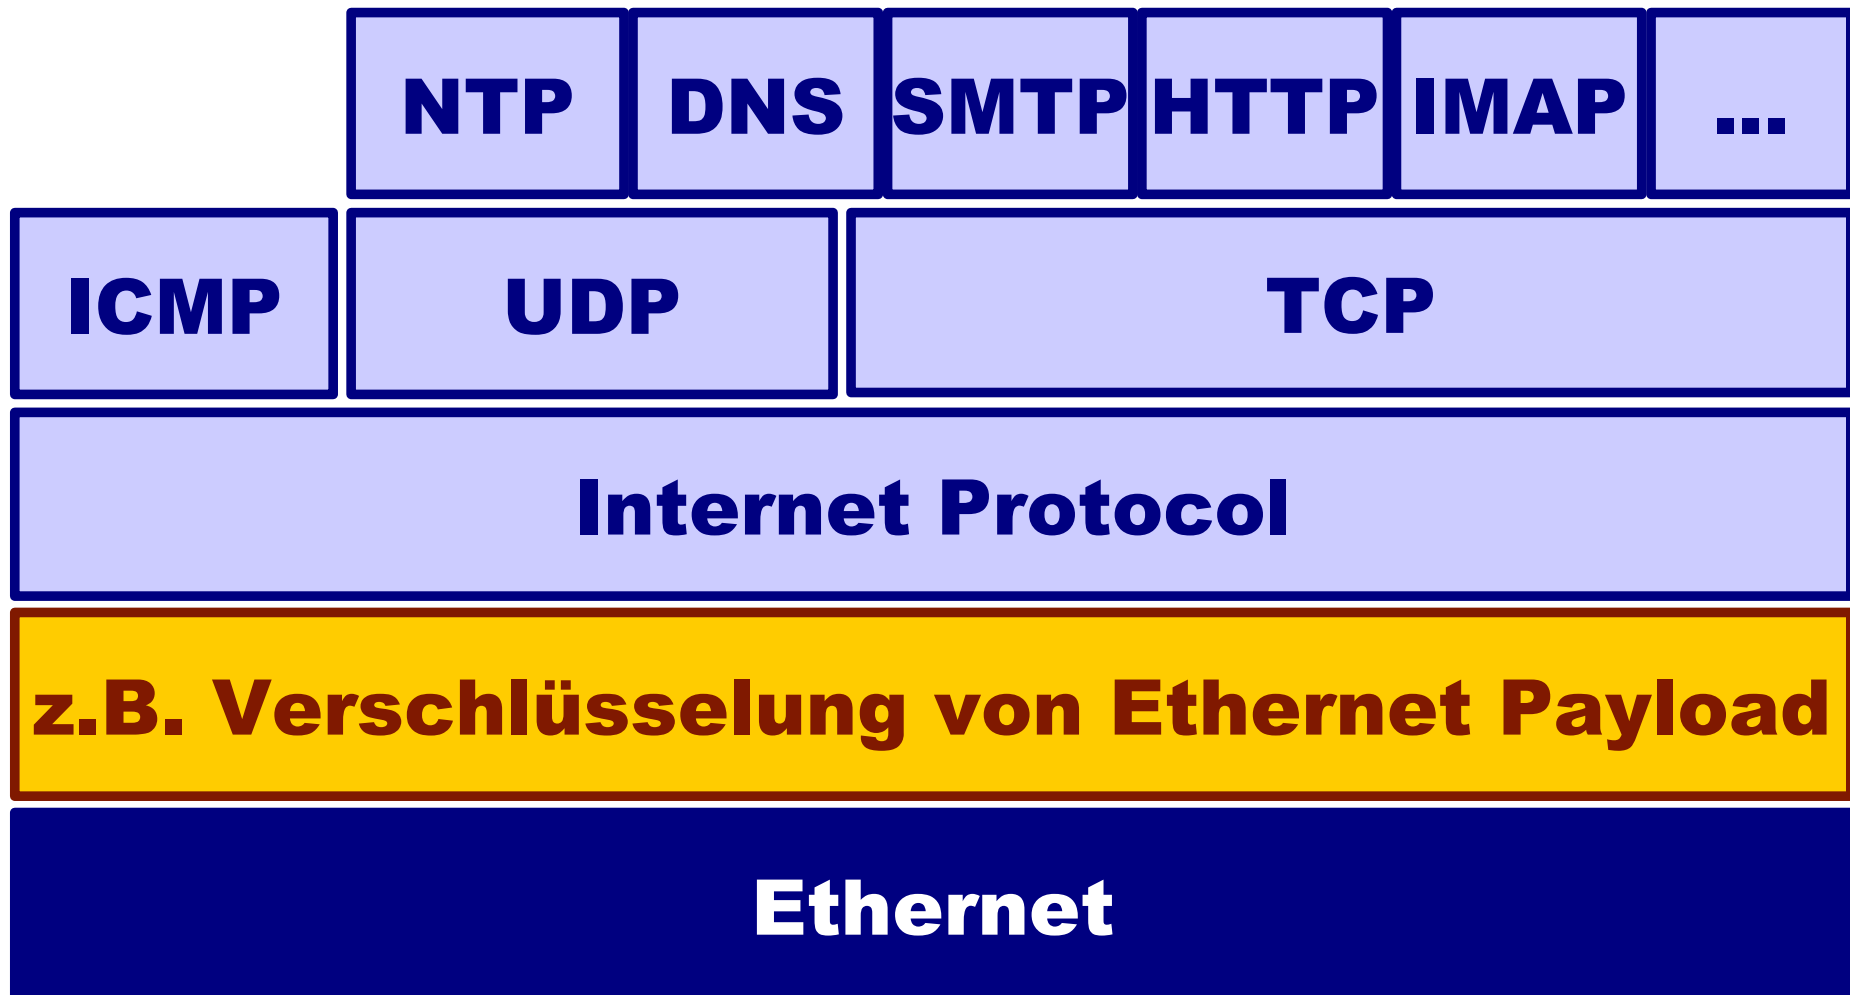 NTP DNS SMTP HTTP IMAP ...
ICMP UDP TCP
Internet Protocol
z.B. Verschlüsselung von Ethernet Payload
Ethernet